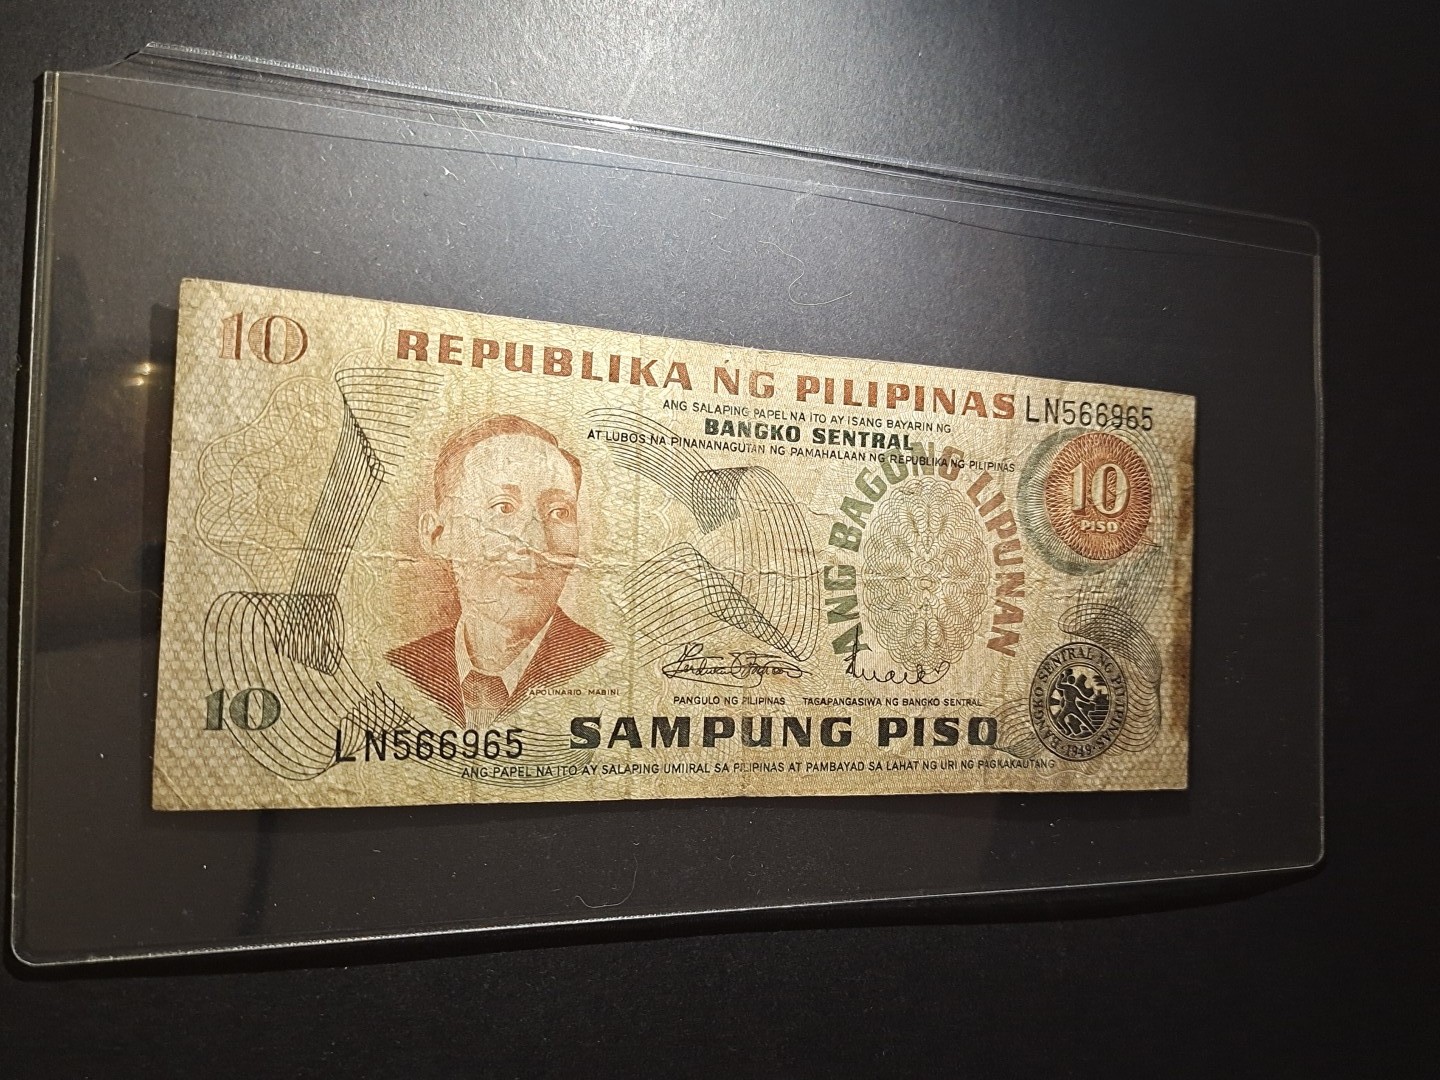 10
REPUBLIKA NG PILIPINAS
LN566965
ANG SALAPING PAPEL NA ITO AY ISANG BAYARIN NG
BANGKO SENTRAL
AT LUBOS NA PINANANAGUTAN NG PAMAHALAAN NG REPUBLIKA NG PILIPINAS
ANG BAGONG LIPUNAN
10
PISO
APOLINARIO MABINI
PANGULO NG PILIPINAS
TAGAPANGASIWA NG BANGKO SENTRAL
BANGKO SENTRAL NG PILIPINAS
1949
10
LN566965
SAMPUNG PISO
ANG PAPEL NA ITO AY SALAPING UMIIRAL SA PILIPINAS AT PAMBAYAD SA LAHAT NG URI NG PAGKAKAUTANG